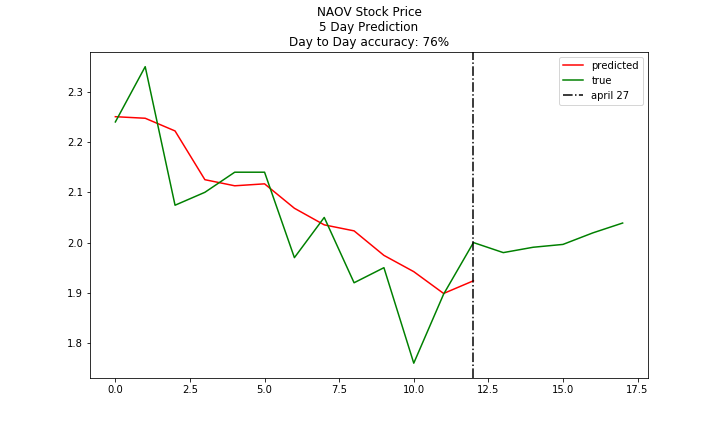 NAOV Stock Price
5 Day Prediction
Day to Day accuracy: 76%
predicted
true
april 27
2.3
2.2
2.1
2.0
1.9
1.8
0.0 2.5 5.0 7.5 10.0 12.5 15.0 17.5